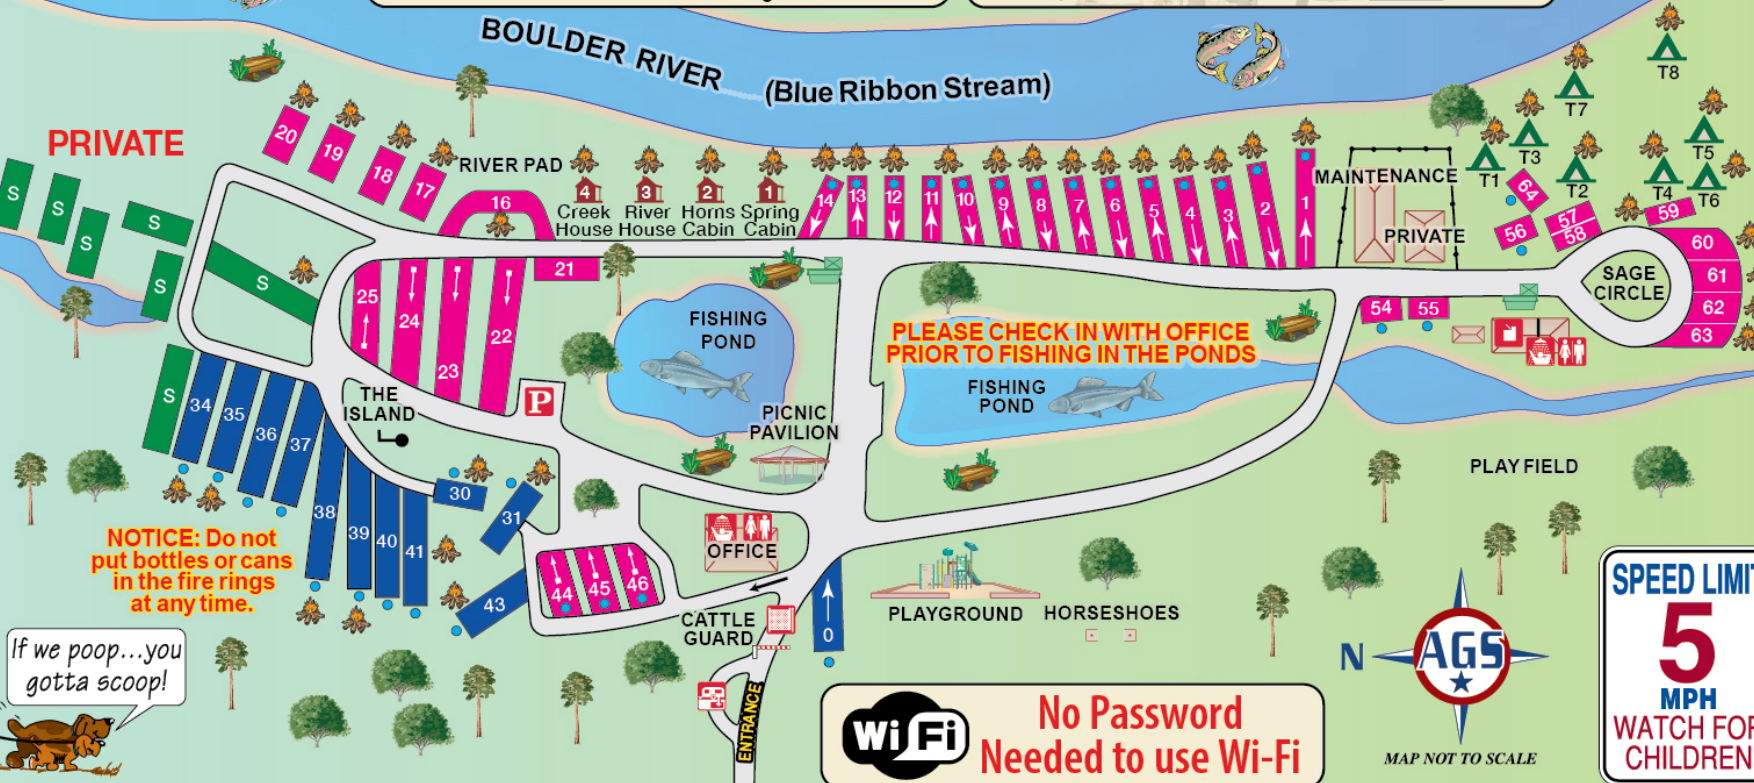 BOULDER RIVER
(Blue Ribbon Stream)
T8
T7
PRIVATE
20
19
18
17
RIVER PAD
16
4
Creek
House
3
River
House
2
Horns
Cabin
1
Spring
Cabin
14
13
12
11
10
9
8
7
6
5
4
3
2
1
MAINTENANCE
PRIVATE
T1
T3
T2
T5
T4
T6
64
56
57
58
59
60
61
62
63
SAGE
CIRCLE
54
55
S
S
S
S
S
S
S
25
24
23
22
21
FISHING
POND
PLEASE CHECK IN WITH OFFICE
PRIOR TO FISHING IN THE PONDS
FISHING
POND
THE
ISLAND
P
PICNIC
PAVILION
34
35
36
37
38
39
40
41
30
31
43
44
45
46
OFFICE
PLAY FIELD
NOTICE: Do not
put bottles or cans
in the fire rings
at any time.
CATTLE
GUARD
0
PLAYGROUND
HORSESHOES
If we poop...you
gotta scoop!
ENTRANCE
Wi Fi
No Password
Needed to use Wi-Fi
N
AGS
MAP NOT TO SCALE
SPEED LIMIT
5
MPH
WATCH FOR
CHILDREN